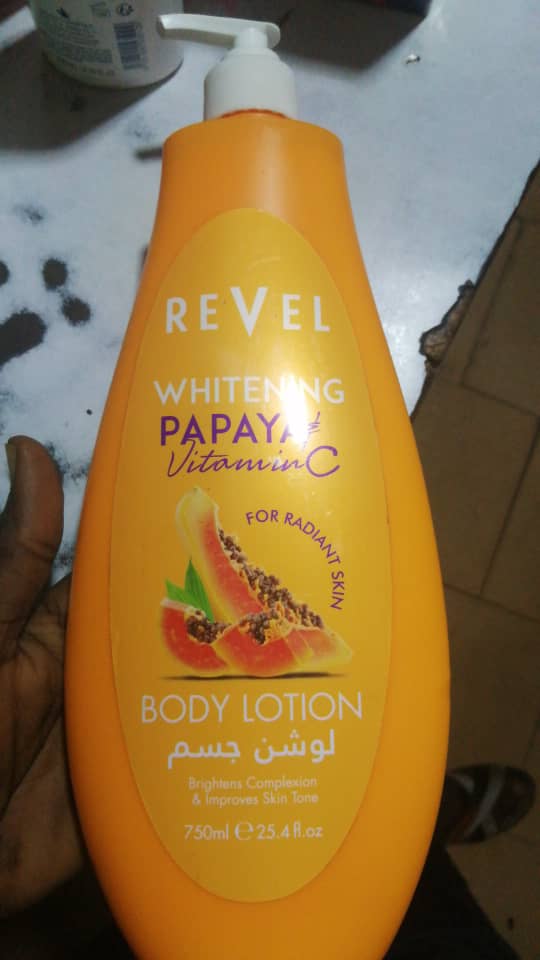 REVEL
WHITENING
PAPAYA
Vitamin C
FOR RADIANT SKIN
BODY LOTION
لوشن جسم
Brightens Complexion
& Improves Skin Tone
750ml ℮ 25.4 fl.oz